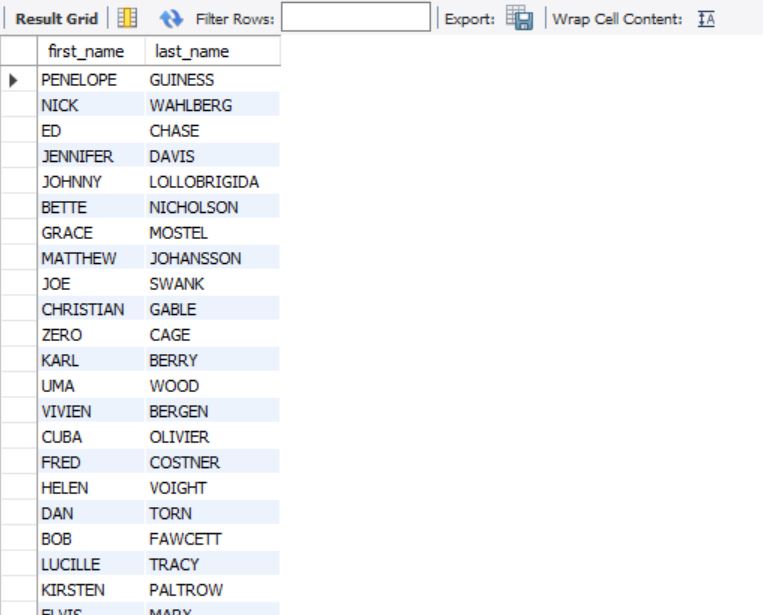 Result Grid Filter Rows: Export: Wrap Cell Content: IA
first_name last_name
PENELOPE GUINESS
NICK WAHLBERG
ED CHASE
JENNIFER DAVIS
JOHNNY LOLLOBRIGIDA
BETTE NICHOLSON
GRACE MOSTEL
MATTHEW JOHANSSON
JOE SWANK
CHRISTIAN GABLE
ZERO CAGE
KARL BERRY
UMA WOOD
VIVIEN BERGEN
CUBA OLIVIER
FRED COSTNER
HELEN VOIGHT
DAN TORN
BOB FAWCETT
LUCILLE TRACY
KIRSTEN PALTROW
ELVIS MARX